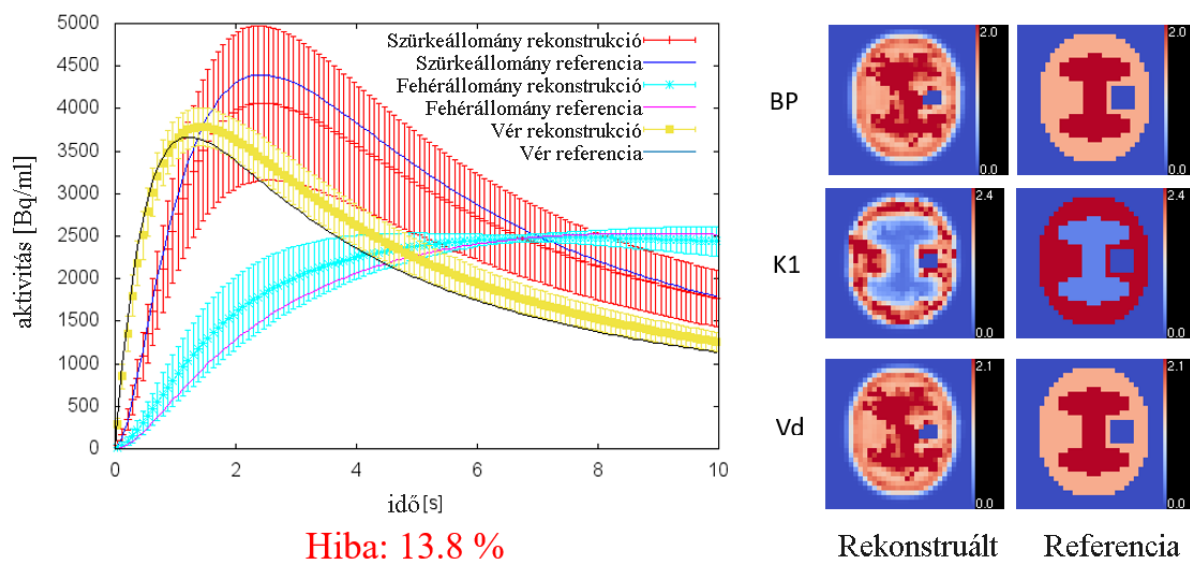 5000
4500
4000
3500
3000
2500
2000
1500
1000
500
0
aktivitás [Bq/ml]
Szürkeállomány rekonstrukció
Szürkeállomány referencia
Fehérállomány rekonstrukció
Fehérállomány referencia
Vér rekonstrukció
Vér referencia
0 2 4 6 8 10
idő[s]
Hiba: 13.8 %
BP
2.0
0.0
2.0
0.0
K1
2.4
0.0
2.4
0.0
Vd
2.1
0.0
2.1
0.0
Rekonstruált Referencia